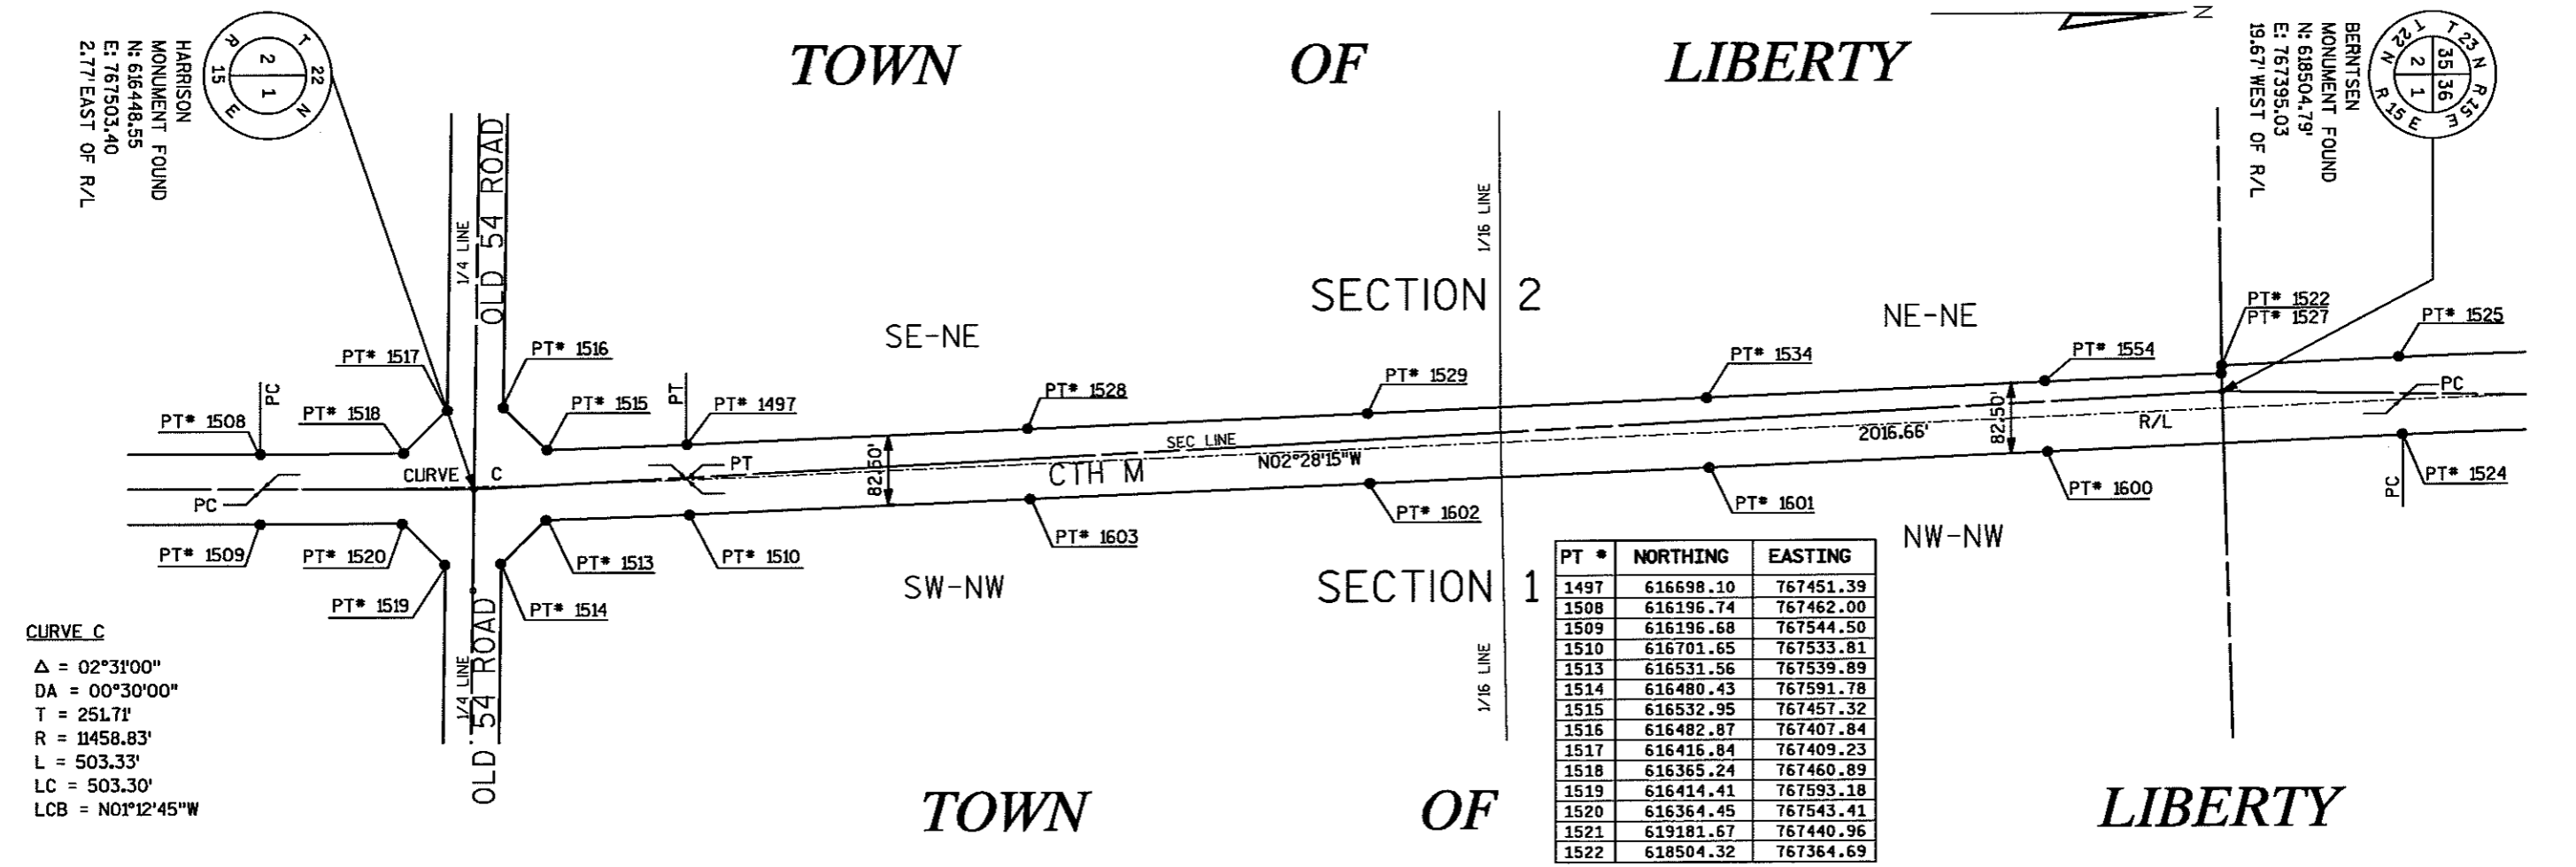 TOWN OF LIBERTY
N
HARRISON
MONUMENT FOUND
N: 616448.55
E: 767503.40
2.77' EAST OF R/L
T 22 N
R 15 E
2 1
BERNTSEN
MONUMENT FOUND
N: 618504.79'
E: 767395.03
19.67' WEST OF R/L
T 23 N R 15 E
T 22 N R 15 E
35 36
2 1
1/4 LINE
OLD 54 ROAD
1/16 LINE
SECTION 2
SE-NE
NE-NE
PT# 1517
PT# 1516
PT# 1534
PT# 1554
PT# 1522
PT# 1527
PT# 1525
PC
PT# 1508
PT# 1518
PT# 1515
PT
PT# 1497
PT# 1528
PT# 1529
PC
CURVE C
PC
PT
82.50'
SEC LINE
CTH M
N02°28'15"W
2016.66'
82.50'
R/L
PT# 1509
PT# 1520
PT# 1513
PT# 1510
PT# 1603
PT# 1602
PT# 1601
PT# 1600
PC
PT# 1524
PT# 1519
PT# 1514
SW-NW
SECTION 1
NW-NW
1/4 LINE
OLD 54 ROAD
1/16 LINE
CURVE C
Δ = 02°31'00"
DA = 00°30'00"
T = 251.71'
R = 11458.83'
L = 503.33'
LC = 503.30'
LCB = N01°12'45"W
PT * NORTHING EASTING
1497 616698.10 767451.39
1508 616196.74 767462.00
1509 616196.68 767544.50
1510 616701.65 767533.81
1513 616531.56 767539.89
1514 616480.43 767591.78
1515 616532.95 767457.32
1516 616482.87 767407.84
1517 616416.84 767409.23
1518 616365.24 767460.89
1519 616414.41 767593.18
1520 616364.45 767543.41
1521 619181.67 767440.96
1522 618504.32 767364.69
TOWN OF LIBERTY